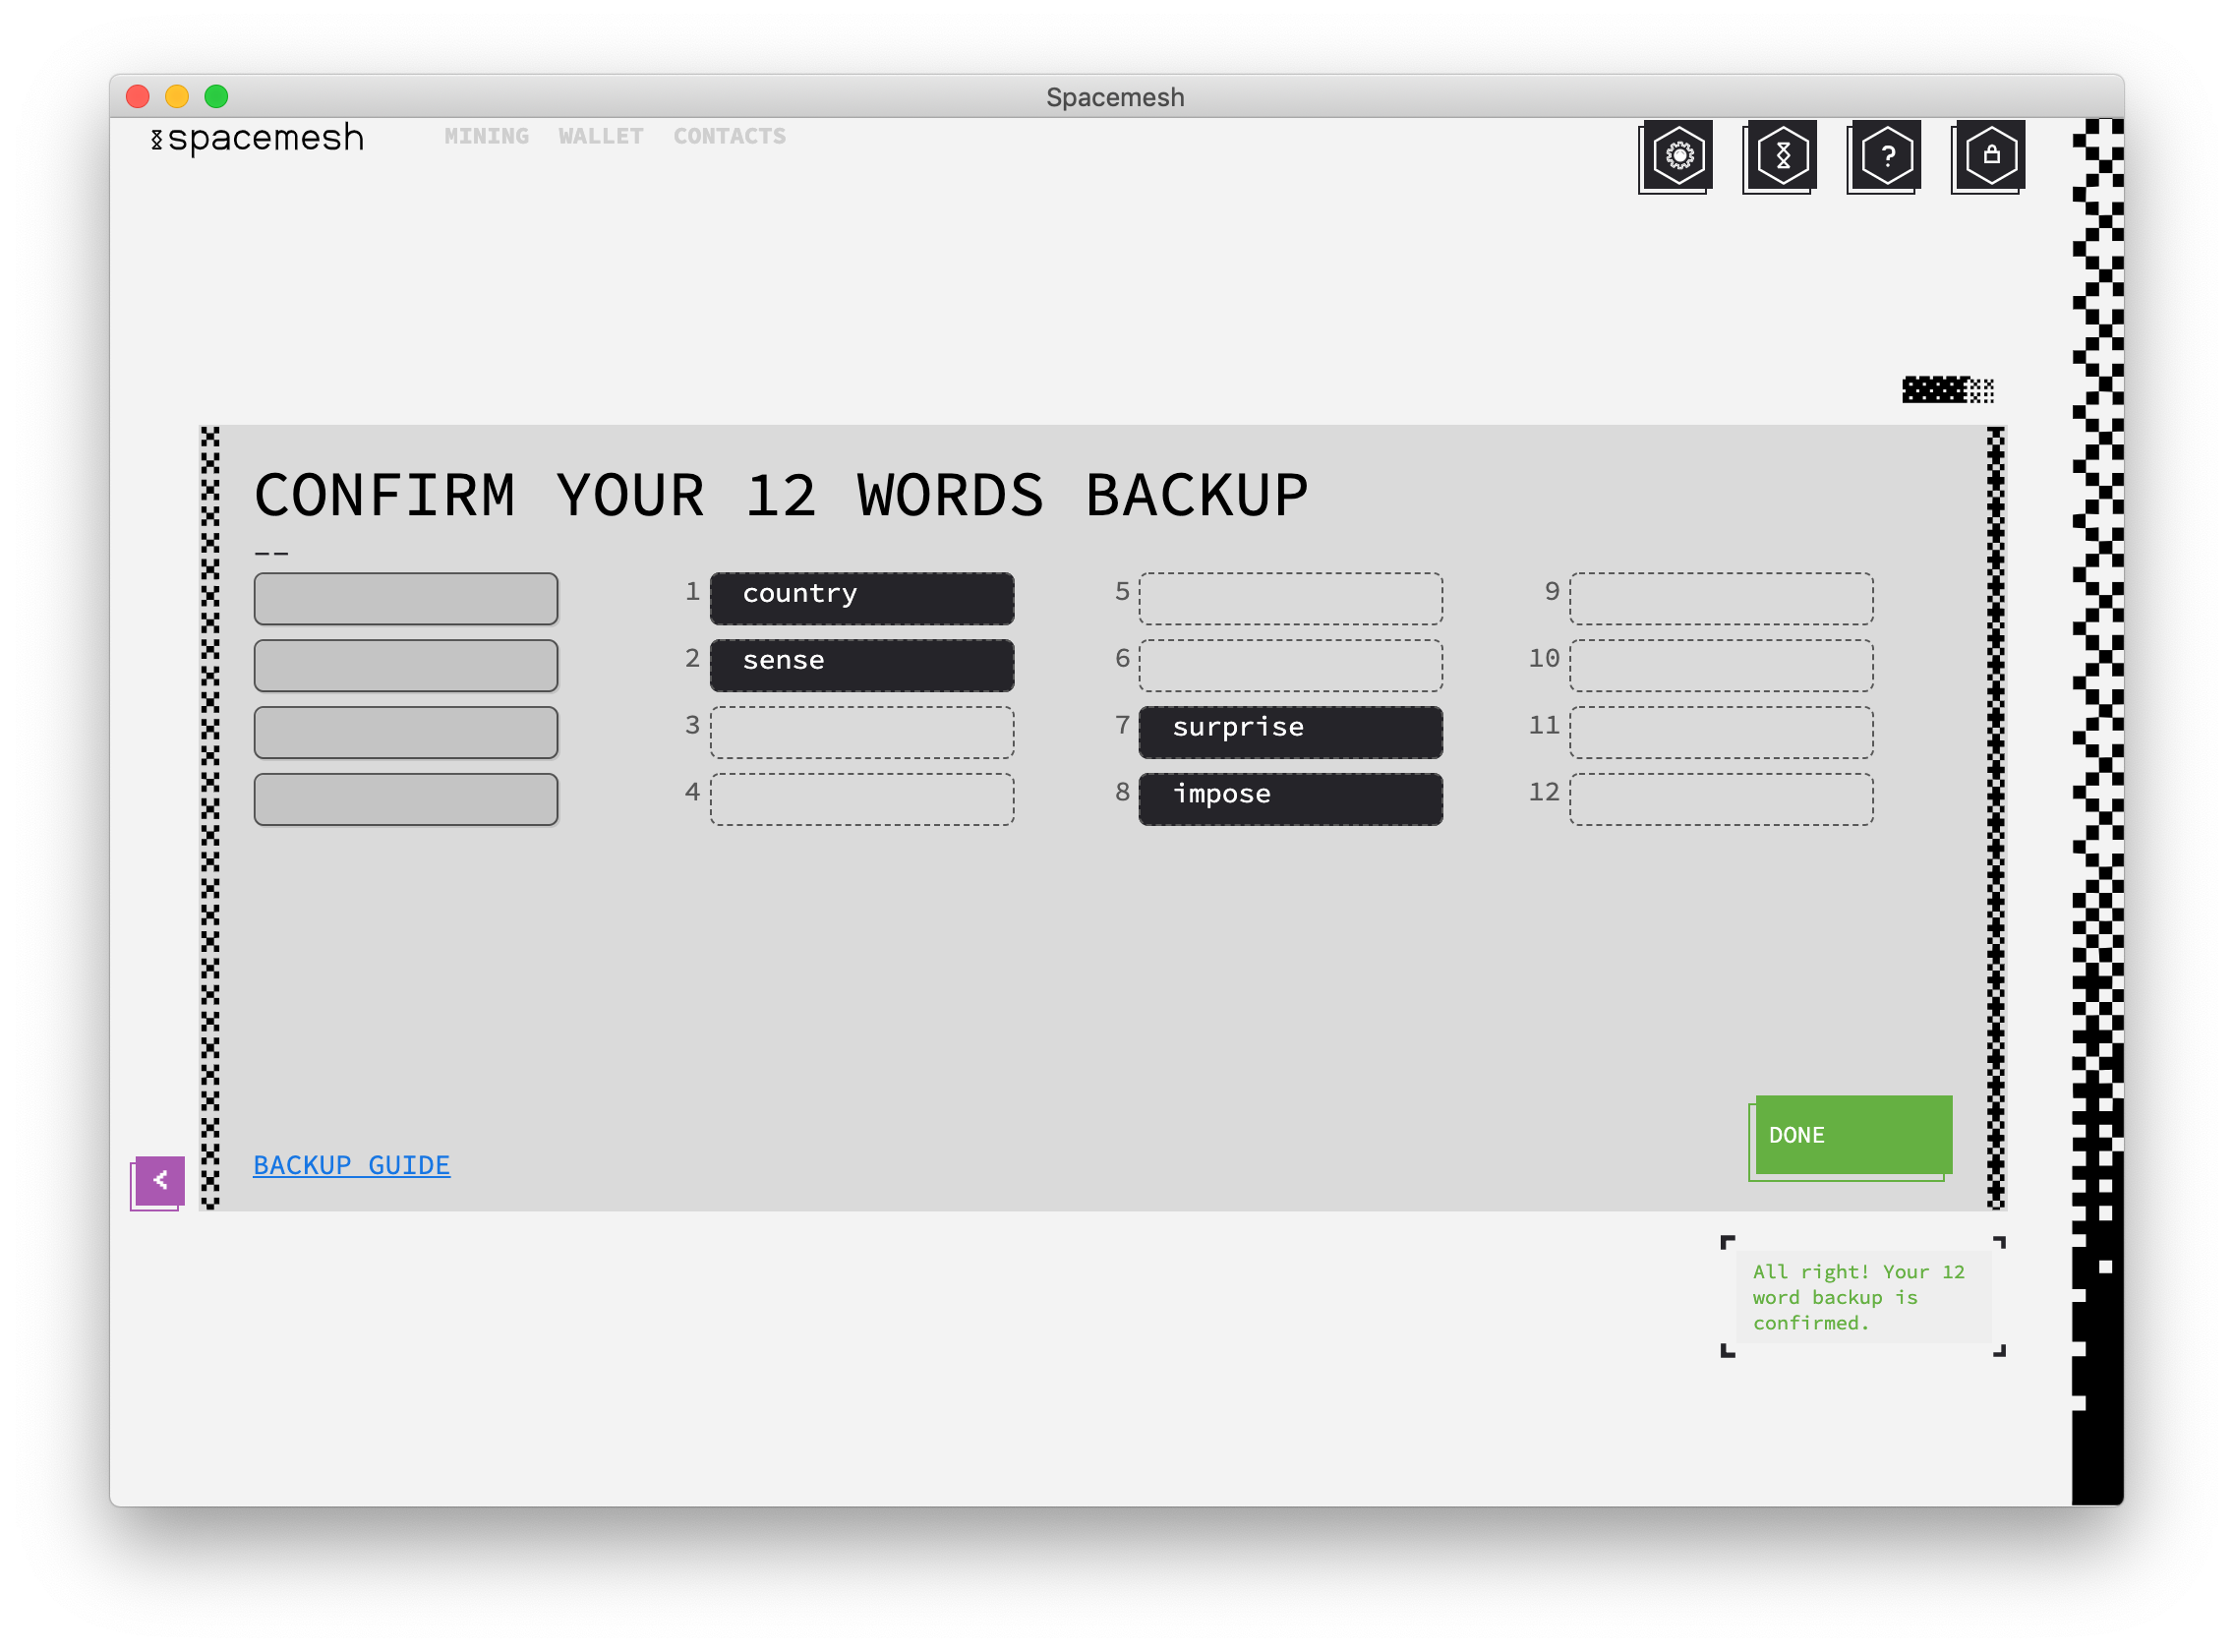 Spacemesh
spacemesh
MINING WALLET CONTACTS
?
CONFIRM YOUR 12 WORDS BACKUP
--
1 country 5 9
2 sense 6 10
3 7 surprise 11
4 8 impose 12
DONE
BACKUP GUIDE
<
All right! Your 12
word backup is
confirmed.